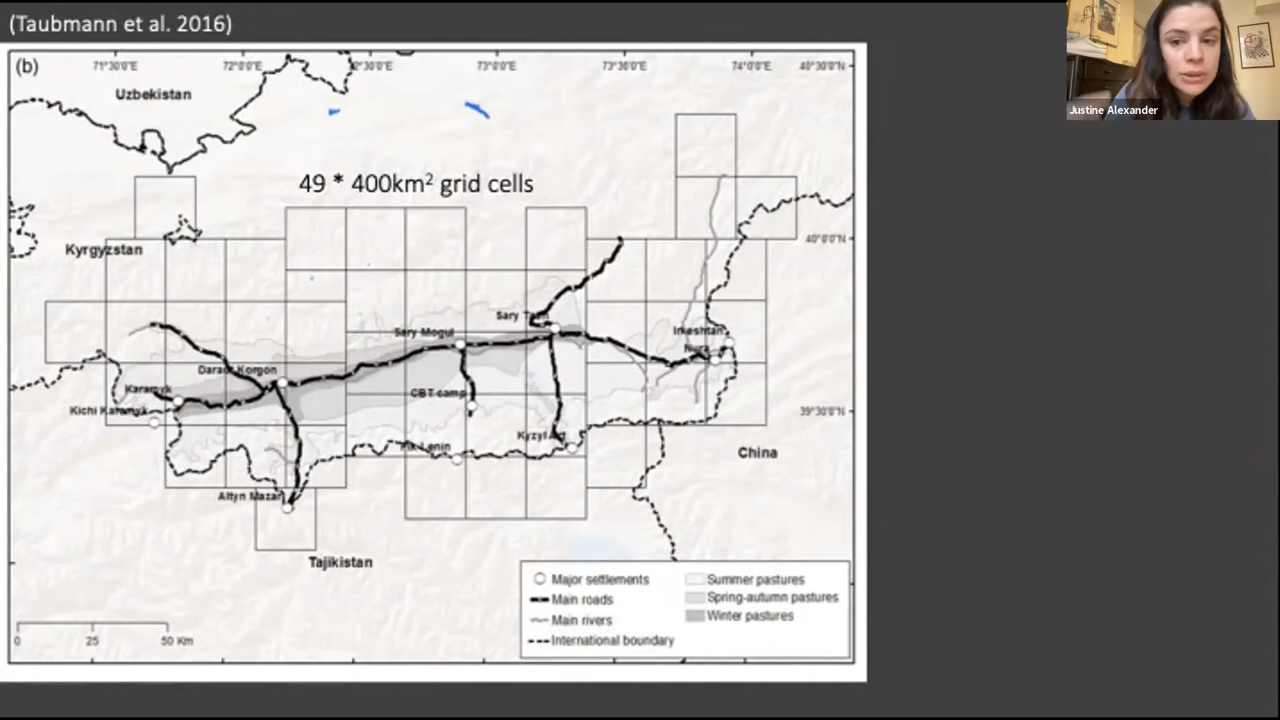 (Taubmann et al. 2016)
(b)
71°30'0"E
72°0'0"E
73°0'0"E
73°30'0"E
74°0'0"E
40°30'0"N
Uzbekistan
Justine Alexander
49 * 400km² grid cells
Kyrgyzstan
40°0'0"N
Sary
Sary Mogul
Irkeshtan
Nura
Daraut Korgon
Karamyk
CBT camp
Kichi Karamyk
39°30'0"N
Pik Lenin
China
Altyn Mazar
Tajikistan
Major settlements
Summer pastures
Main roads
Spring-autumn pastures
Main rivers
Winter pastures
International boundary
0 25 50 Km